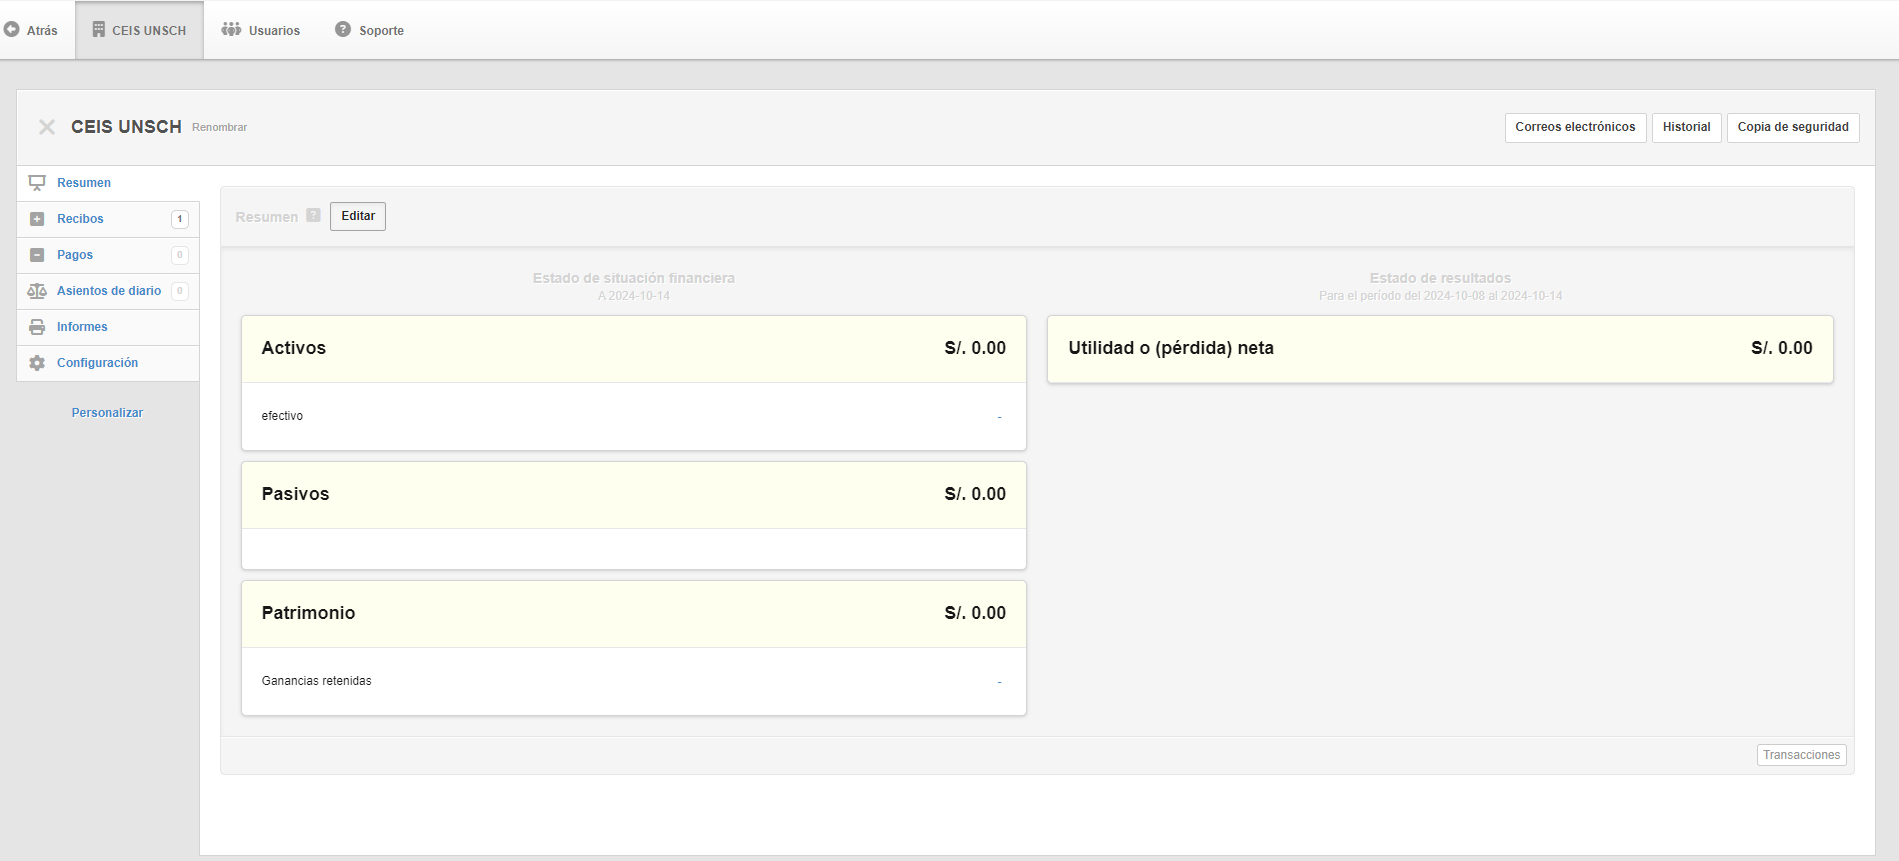 Atrás
CEIS UNSCH
Usuarios
? Soporte
CEIS UNSCH Renombrar
Correos electrónicos
Historial
Copia de seguridad
Resumen
Recibos 1
Pagos 0
Asientos de diario 0
Informes
Configuración
Personalizar
Resumen ? Editar
Estado de situación financiera
A 2024-10-14
Activos S/. 0.00
efectivo -
Pasivos S/. 0.00
Patrimonio S/. 0.00
Ganancias retenidas -
Estado de resultados
Para el período del 2024-10-08 al 2024-10-14
Utilidad o (pérdida) neta S/. 0.00
Transacciones